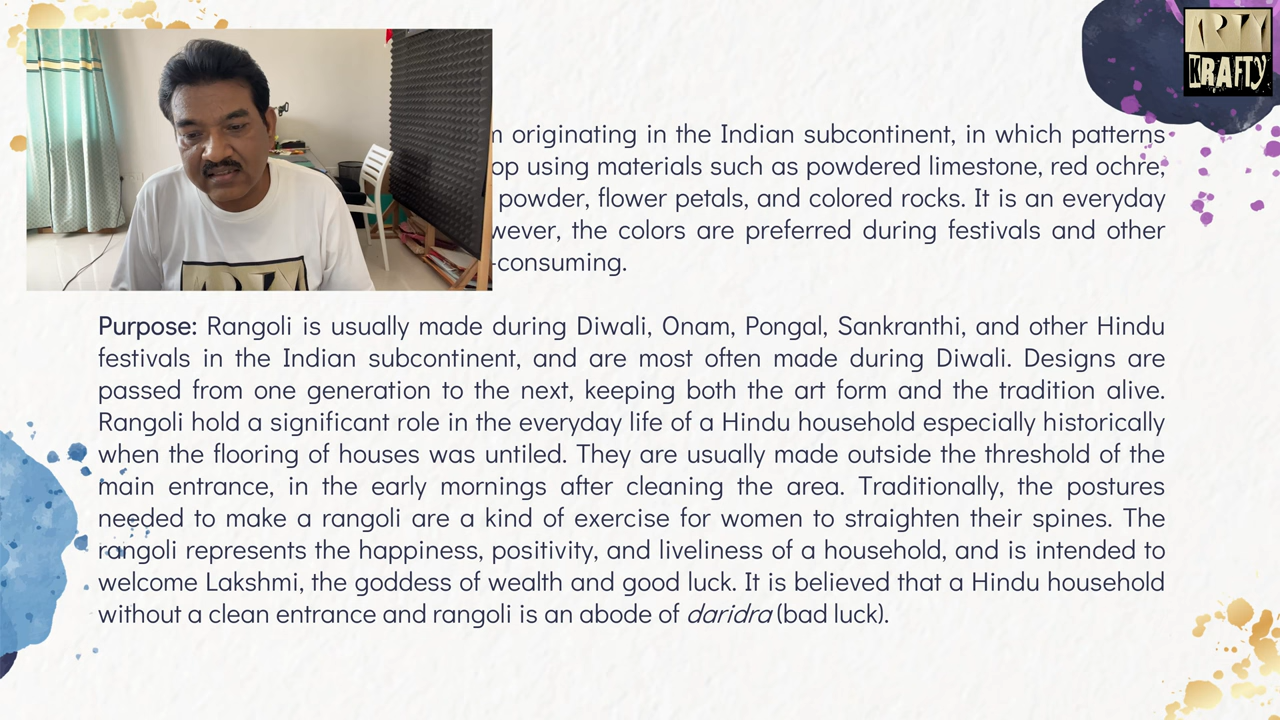 ARTY
KRAFTY
originating in the Indian subcontinent, in which patterns
using materials such as powdered limestone, red ochre,
powder, flower petals, and colored rocks. It is an everyday
the colors are preferred during festivals and other
-consuming.
Purpose: Rangoli is usually made during Diwali, Onam, Pongal, Sankranthi, and other Hindu
festivals in the Indian subcontinent, and are most often made during Diwali. Designs are
passed from one generation to the next, keeping both the art form and the tradition alive.
Rangoli hold a significant role in the everyday life of a Hindu household especially historically
when the flooring of houses was untiled. They are usually made outside the threshold of the
main entrance, in the early mornings after cleaning the area. Traditionally, the postures
needed to make a rangoli are a kind of exercise for women to straighten their spines. The
rangoli represents the happiness, positivity, and liveliness of a household, and is intended to
welcome Lakshmi, the goddess of wealth and good luck. It is believed that a Hindu household
without a clean entrance and rangoli is an abode of daridra (bad luck).